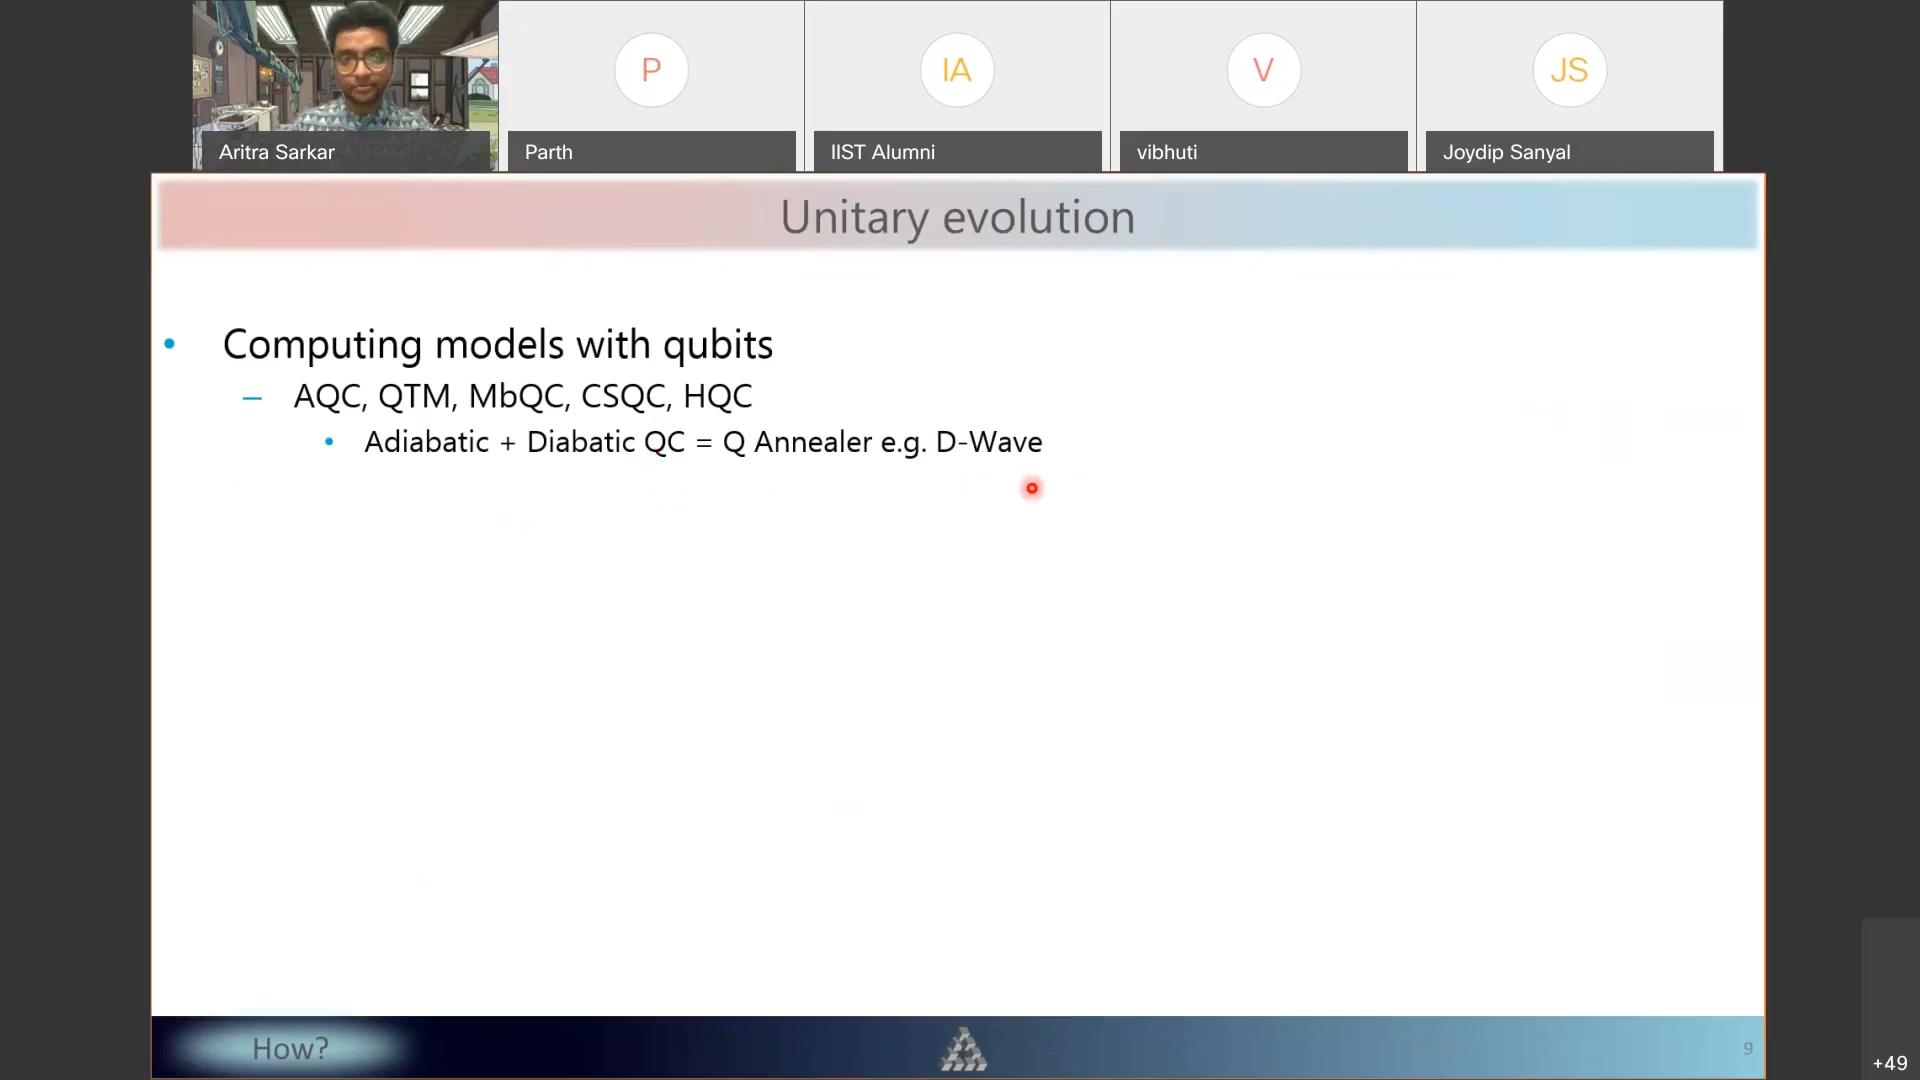 P
IA
V
JS
Aritra Sarkar
Parth
IIST Alumni
vibhuti
Joydip Sanyal
Unitary evolution
• Computing models with qubits
– AQC, QTM, MbQC, CSQC, HQC
• Adiabatic + Diabatic QC = Q Annealer e.g. D-Wave
How?
9
+49